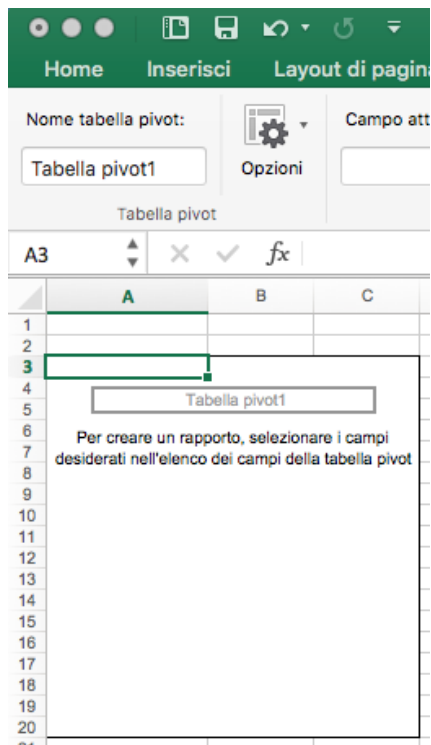 Home Inserisci Layout di pagina
Nome tabella pivot: Campo att
Tabella pivot1 Opzioni
Tabella pivot
A3 fx
A B C
1
2
3
4
Tabella pivot1
5
6
Per creare un rapporto, selezionare i campi
7
desiderati nell'elenco dei campi della tabella pivot
8
9
10
11
12
13
14
15
16
17
18
19
20
21